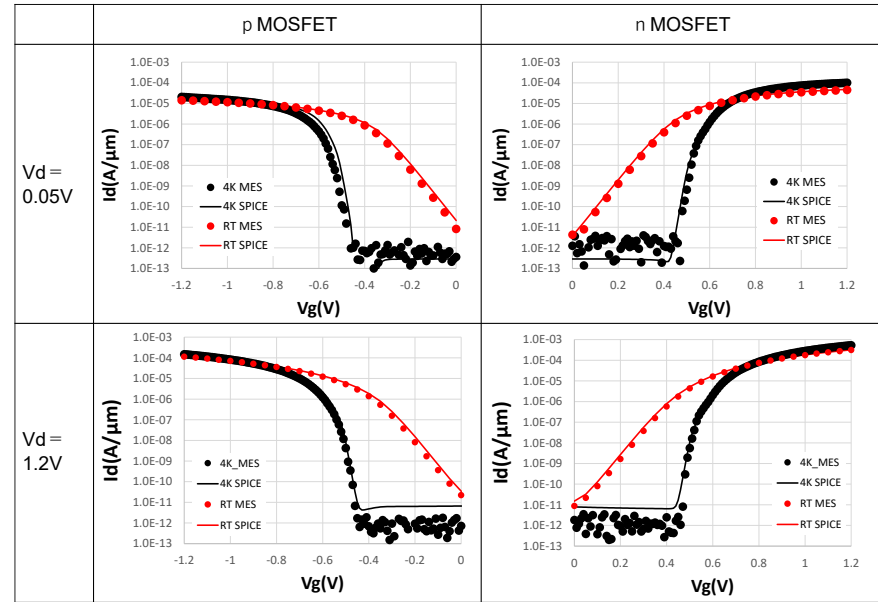 p MOSFET
n MOSFET
Vd =
0.05V
Id(A/μm)
1.0E-03
1.0E-04
1.0E-05
1.0E-06
1.0E-07
1.0E-08
1.0E-09
1.0E-10
1.0E-11
1.0E-12
1.0E-13
4K MES
4K SPICE
RT MES
RT SPICE
-1.2 -1 -0.8 -0.6 -0.4 -0.2 0
Vg(V)
Id(A/μm)
1.0E-03
1.0E-04
1.0E-05
1.0E-06
1.0E-07
1.0E-08
1.0E-09
1.0E-10
1.0E-11
1.0E-12
1.0E-13
4K MES
4K SPICE
RT MES
RT SPICE
0 0.2 0.4 0.6 0.8 1 1.2
Vg(V)
Vd =
1.2V
Id(A/μm)
1.0E-03
1.0E-04
1.0E-05
1.0E-06
1.0E-07
1.0E-08
1.0E-09
1.0E-10
1.0E-11
1.0E-12
1.0E-13
4K_MES
4K SPICE
RT MES
RT SPICE
-1.2 -1 -0.8 -0.6 -0.4 -0.2 0
Vg(V)
Id(A/μm)
1.0E-03
1.0E-04
1.0E-05
1.0E-06
1.0E-07
1.0E-08
1.0E-09
1.0E-10
1.0E-11
1.0E-12
1.0E-13
4K_MES
4K SPICE
RT MES
RT SPICE
0 0.2 0.4 0.6 0.8 1 1.2
Vg(V)